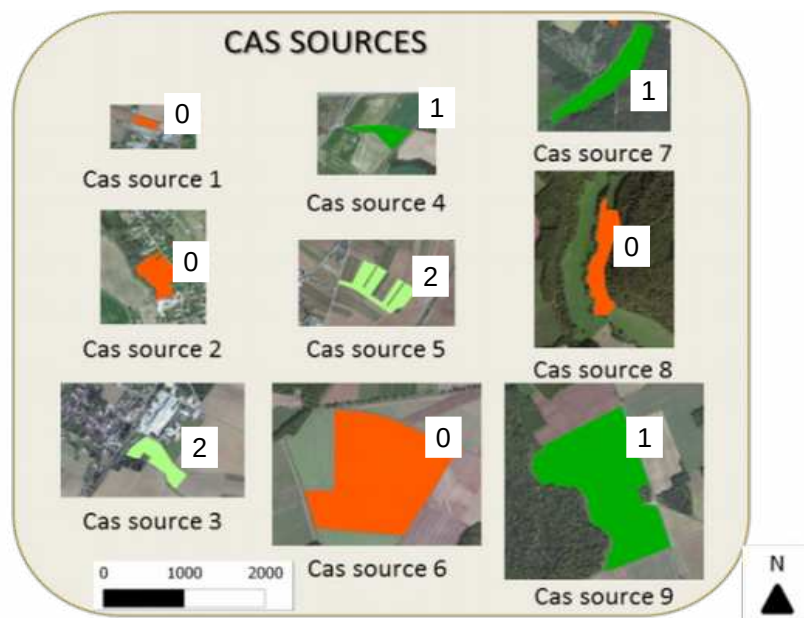 CAS SOURCES
0
Cas source 1
1
Cas source 4
1
Cas source 7
0
Cas source 2
2
Cas source 5
0
Cas source 8
2
Cas source 3
0
Cas source 6
1
Cas source 9
0 1000 2000
N